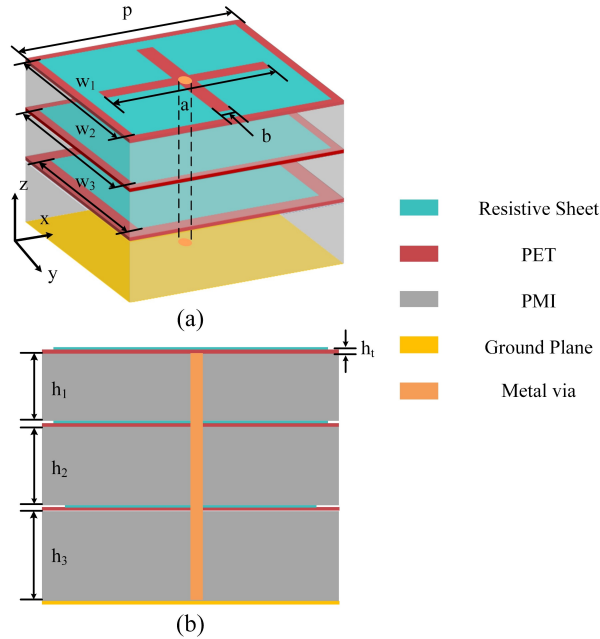 p
w1
a
w2
b
w3
z
x
y
(a)
Resistive Sheet
PET
PMI
Ground Plane
Metal via
ht
h1
h2
h3
(b)